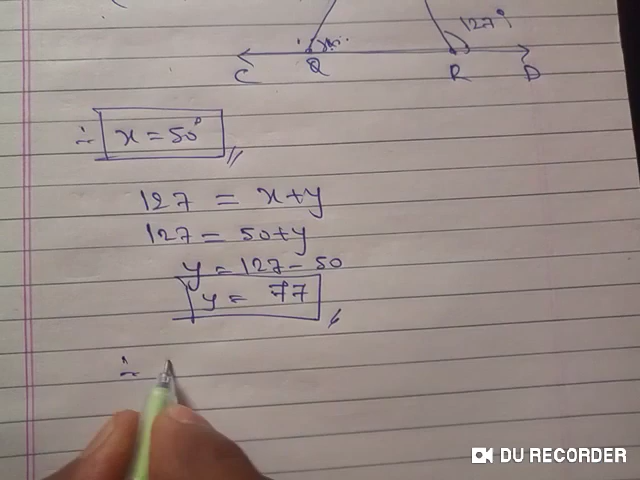 127°
x
C Q R D
∴ x = 50°
127 = x+y
127 = 50+y
y = 127 - 50
y = 77
∴
DU RECORDER